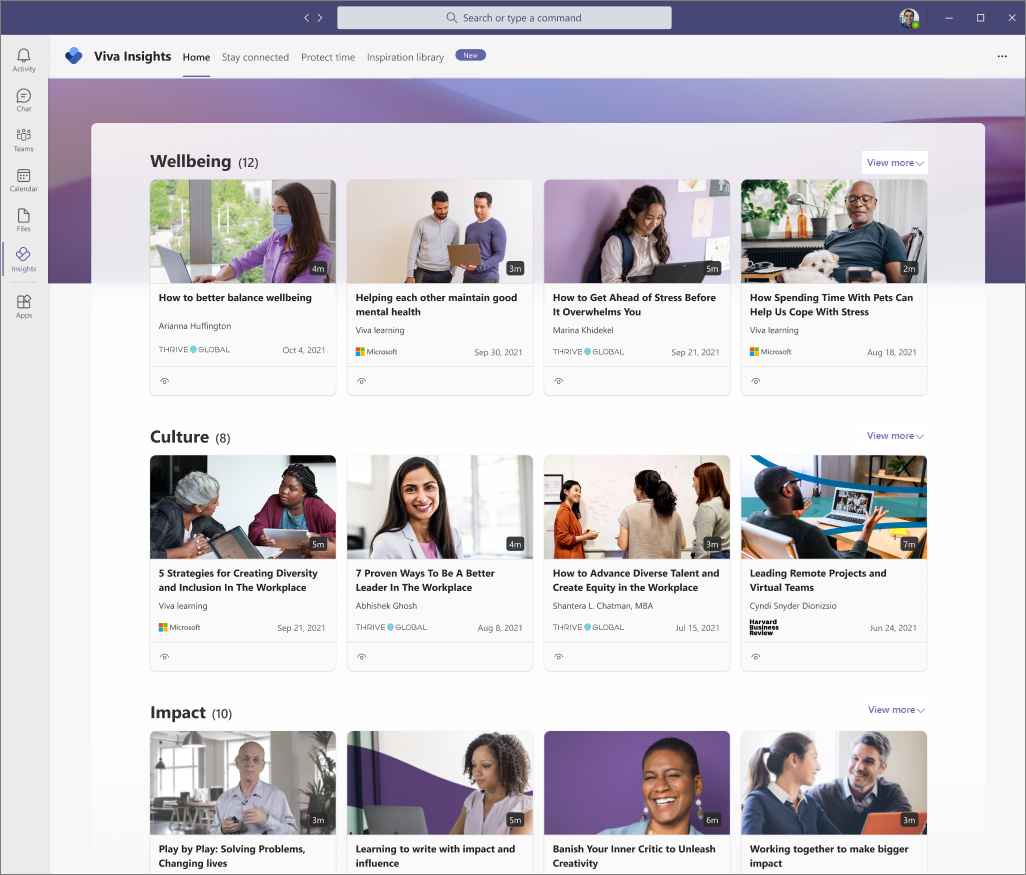 Search or type a command
Activity
Chat
Teams
Calendar
Files
Insights
Apps
Viva Insights Home Stay connected Protect time Inspiration library New
Wellbeing (12) View more
4m 3m 5m 2m
How to better balance wellbeing
Arianna Huffington
THRIVE GLOBAL Oct 4, 2021
Helping each other maintain good
mental health
Viva learning
Microsoft Sep 30, 2021
How to Get Ahead of Stress Before
It Overwhelms You
Marina Khidekel
THRIVE GLOBAL Sep 21, 2021
How Spending Time With Pets Can
Help Us Cope With Stress
Viva learning
Microsoft Aug 18, 2021
Culture (8) View more
5m 4m 3m 7m
5 Strategies for Creating Diversity
and Inclusion In The Workplace
Viva learning
Microsoft Sep 21, 2021
7 Proven Ways To Be A Better
Leader In The Workplace
Abhishek Ghosh
THRIVE GLOBAL Aug 8, 2021
How to Advance Diverse Talent and
Create Equity in the Workplace
Shantera L. Chatman, MBA
THRIVE GLOBAL Jul 15, 2021
Leading Remote Projects and
Virtual Teams
Cyndi Snyder Dionizsio
Harvard
Business
Review
Jun 24, 2021
Impact (10) View more
3m 5m 6m 3m
Play by Play: Solving Problems,
Changing lives
Learning to write with impact and
influence
Banish Your Inner Critic to Unleash
Creativity
Working together to make bigger
impact